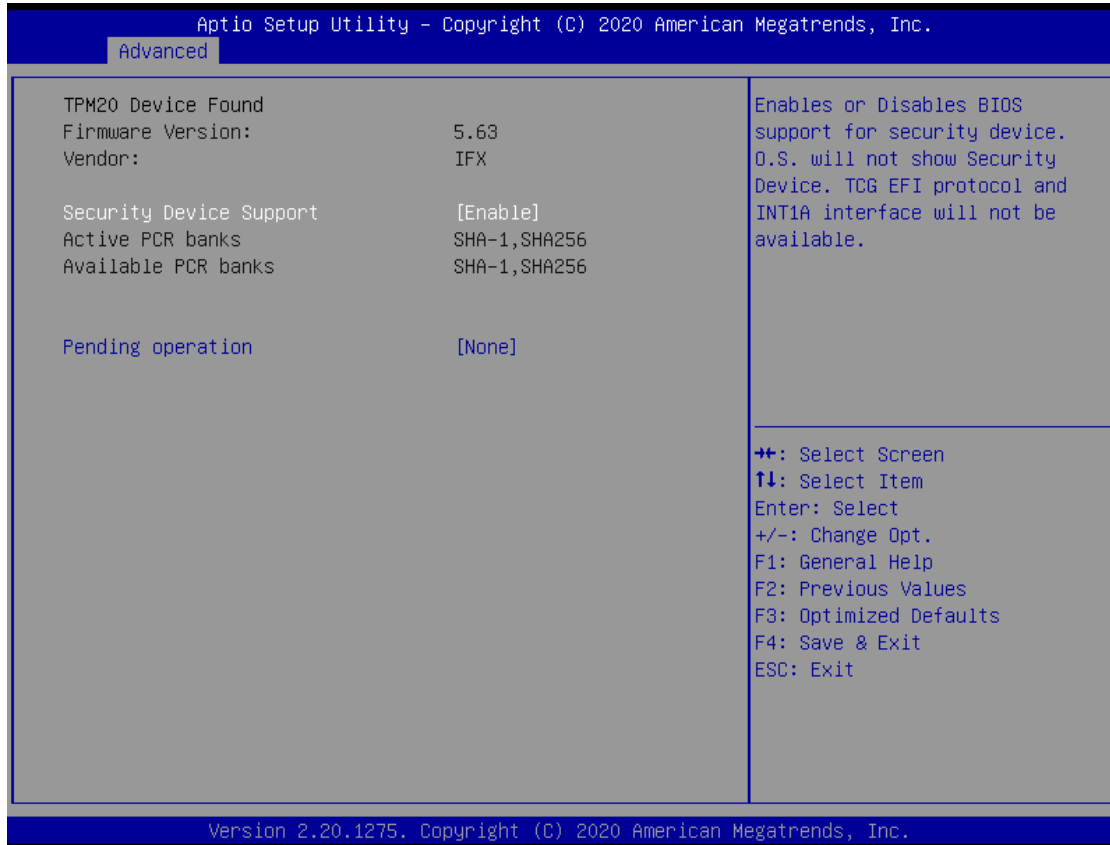 Aptio Setup Utility – Copyright (C) 2020 American Megatrends, Inc.
Advanced
TPM20 Device Found
Firmware Version: 5.63
Vendor: IFX
Security Device Support [Enable]
Active PCR banks SHA-1,SHA256
Available PCR banks SHA-1,SHA256
Pending operation [None]
Enables or Disables BIOS
support for security device.
O.S. will not show Security
Device. TCG EFI protocol and
INT1A interface will not be
available.
→←: Select Screen
↑↓: Select Item
Enter: Select
+/-: Change Opt.
F1: General Help
F2: Previous Values
F3: Optimized Defaults
F4: Save & Exit
ESC: Exit
Version 2.20.1275. Copyright (C) 2020 American Megatrends, Inc.